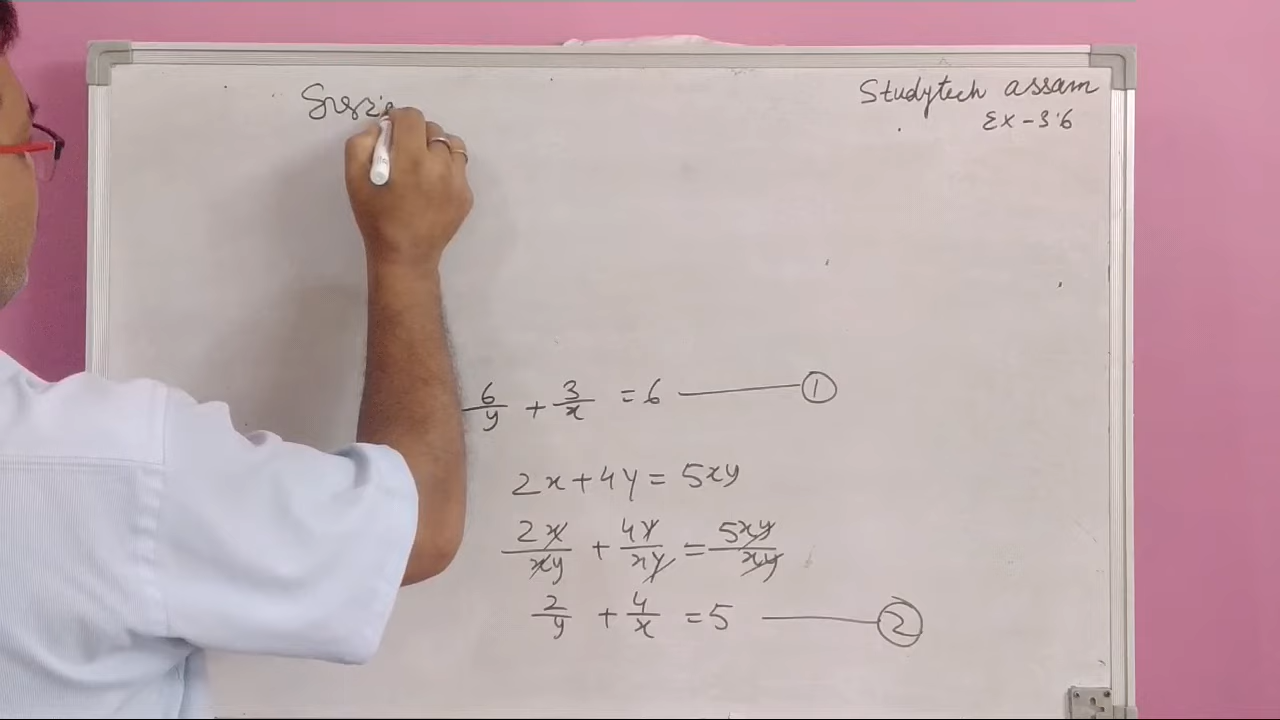 Studytech assam
Ex-3.6
6/y + 3/x = 6 ——— ①
2x + 4y = 5xy
2x/xy + 4y/xy = 5xy/xy
2/y + 4/x = 5 ——— ②